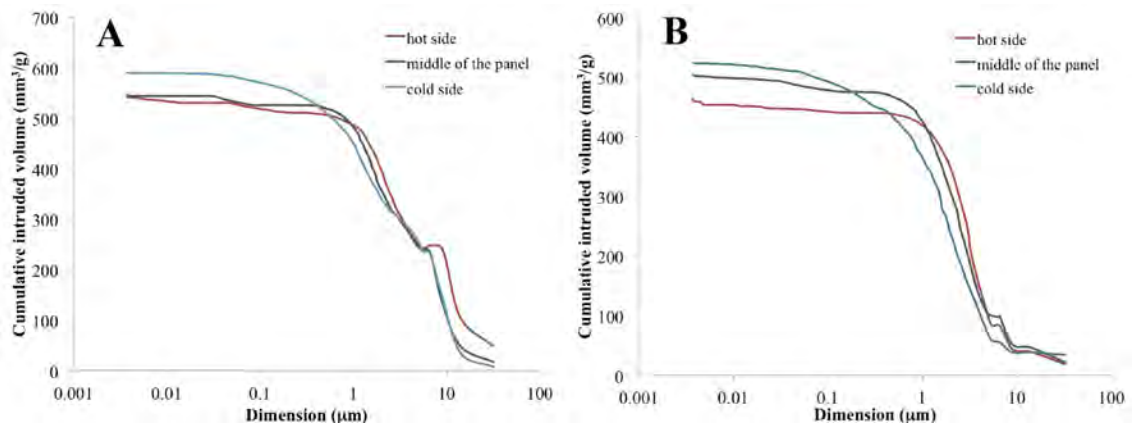 A
700
600
500
400
300
200
100
0
Cumulative intruded volume (mm³/g)
hot side
middle of the panel
cold side
0.001 0.01 0.1 1 10 100
Dimension (μm)
B
600
500
400
300
200
100
0
Cumulative intruded volume (mm³/g)
hot side
middle of the panel
cold side
0.001 0.01 0.1 1 10 100
Dimension (μm)